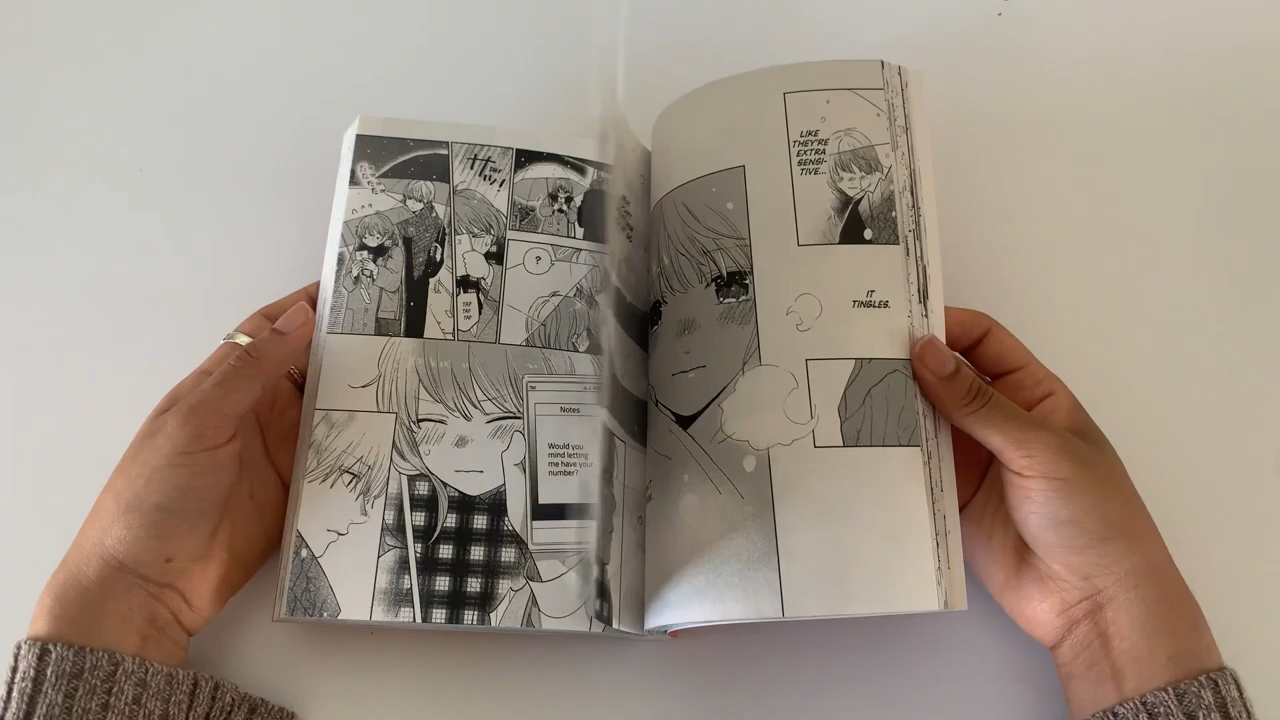 ?
TAP
TAP
TAP
Notes
Would you
mind letting
me have your
number?
LIKE
THEY'RE
EXTRA
SENSI-
TIVE...
IT
TINGLES.